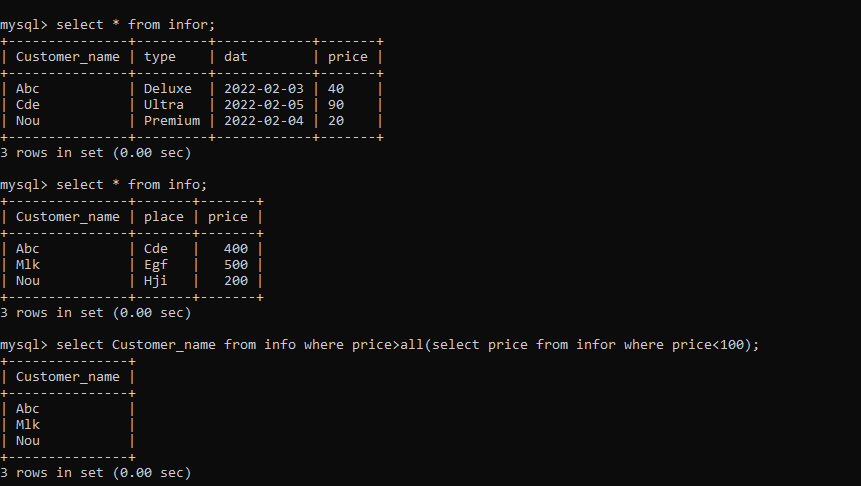 mysql> select * from infor;
+---------------+---------+------------+-------+
| Customer_name | type    | dat        | price |
+---------------+---------+------------+-------+
| Abc           | Deluxe  | 2022-02-03 | 40    |
| Cde           | Ultra   | 2022-02-05 | 90    |
| Nou           | Premium | 2022-02-04 | 20    |
+---------------+---------+------------+-------+
3 rows in set (0.00 sec)

mysql> select * from info;
+---------------+-------+-------+
| Customer_name | place | price |
+---------------+-------+-------+
| Abc           | Cde   |   400 |
| Mlk           | Egf   |   500 |
| Nou           | Hji   |   200 |
+---------------+-------+-------+
3 rows in set (0.00 sec)

mysql> select Customer_name from info where price>all(select price from infor where price<100);
+---------------+
| Customer_name |
+---------------+
| Abc           |
| Mlk           |
| Nou           |
+---------------+
3 rows in set (0.00 sec)